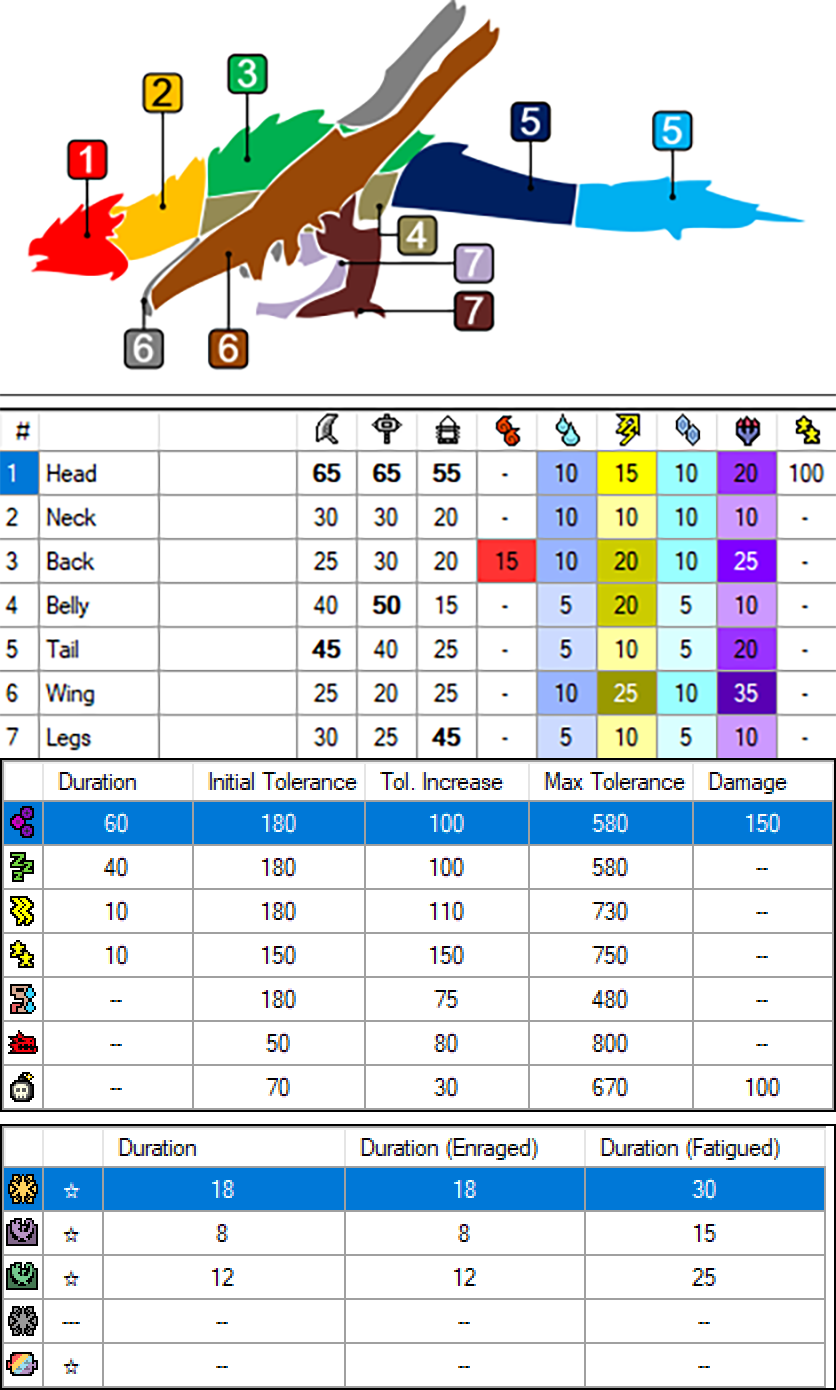 1
2
3
5
5
4
7
7
6
6
#
1 Head 65 65 55 - 10 15 10 20 100
2 Neck 30 30 20 - 10 10 10 10 -
3 Back 25 30 20 15 10 20 10 25 -
4 Belly 40 50 15 - 5 20 5 10 -
5 Tail 45 40 25 - 5 10 5 20 -
6 Wing 25 20 25 - 10 25 10 35 -
7 Legs 30 25 45 - 5 10 5 10 -
Duration Initial Tolerance Tol. Increase Max Tolerance Damage
60 180 100 580 150
40 180 100 580 --
10 180 110 730 --
10 150 150 750 --
-- 180 75 480 --
-- 50 80 800 --
-- 70 30 670 100
Duration Duration (Enraged) Duration (Fatigued)
☆ 18 18 30
☆ 8 8 15
☆ 12 12 25
--- -- -- --
☆ -- -- --